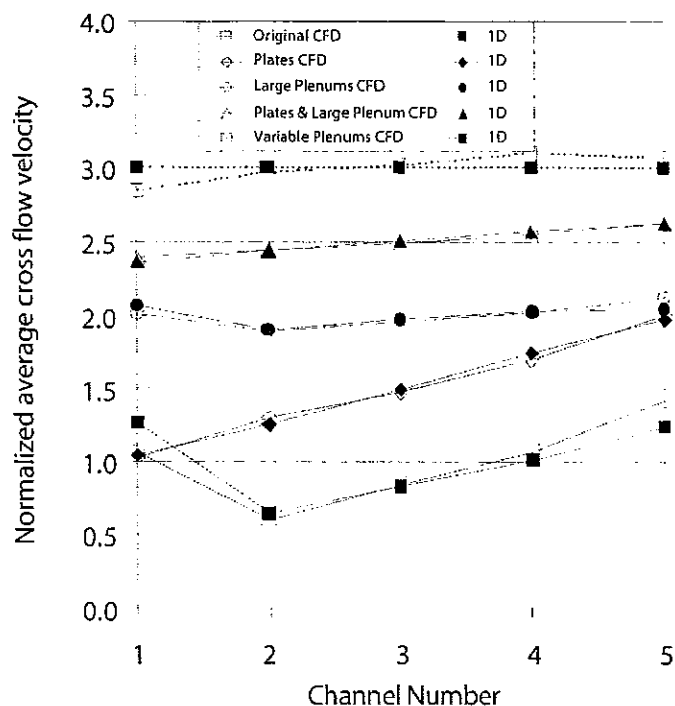 4.0
Original CFD 1D
Plates CFD 1D
3.5
Large Plenums CFD 1D
Plates & Large Plenum CFD 1D
Variable Plenums CFD 1D
3.0
2.5
2.0
1.5
1.0
0.5
0.0
Normalized average cross flow velocity
1 2 3 4 5
Channel Number